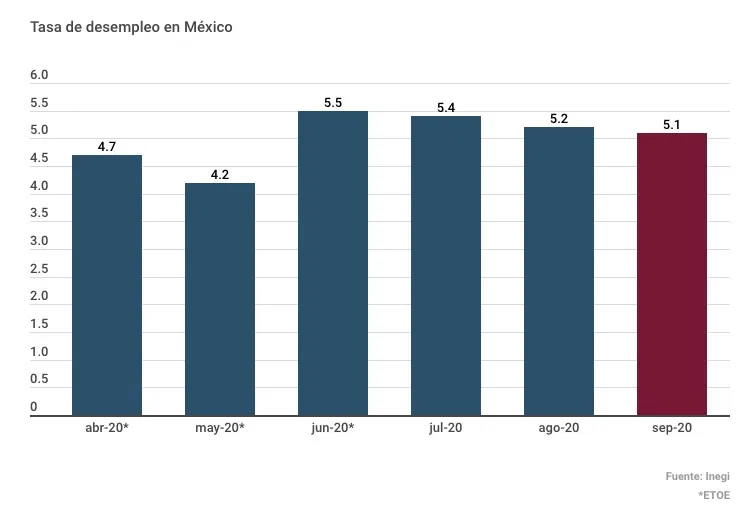 Tasa de desempleo en México
6.0
5.5
5.0
4.5
4.0
3.5
3.0
2.5
2.0
1.5
1.0
0.5
0
4.7
4.2
5.5
5.4
5.2
5.1
abr-20*
may-20*
jun-20*
jul-20
ago-20
sep-20
Fuente: Inegi
*ETOE